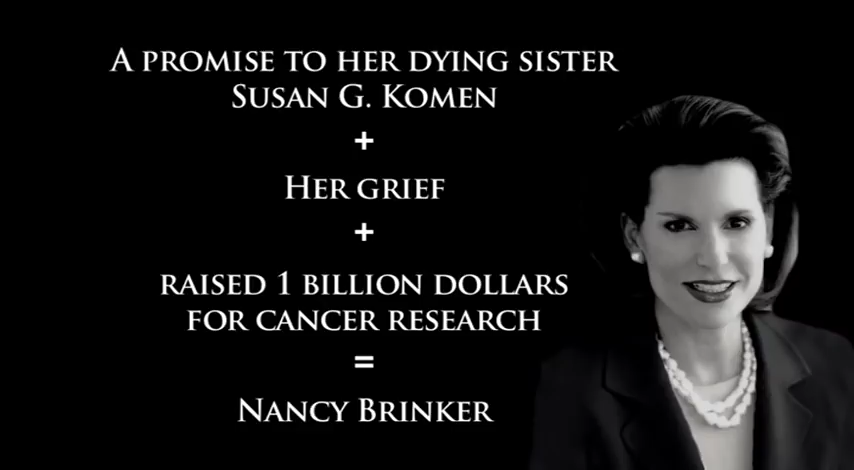 A PROMISE TO HER DYING SISTER
SUSAN G. KOMEN
+
HER GRIEF
+
RAISED 1 BILLION DOLLARS
FOR CANCER RESEARCH
=
NANCY BRINKER